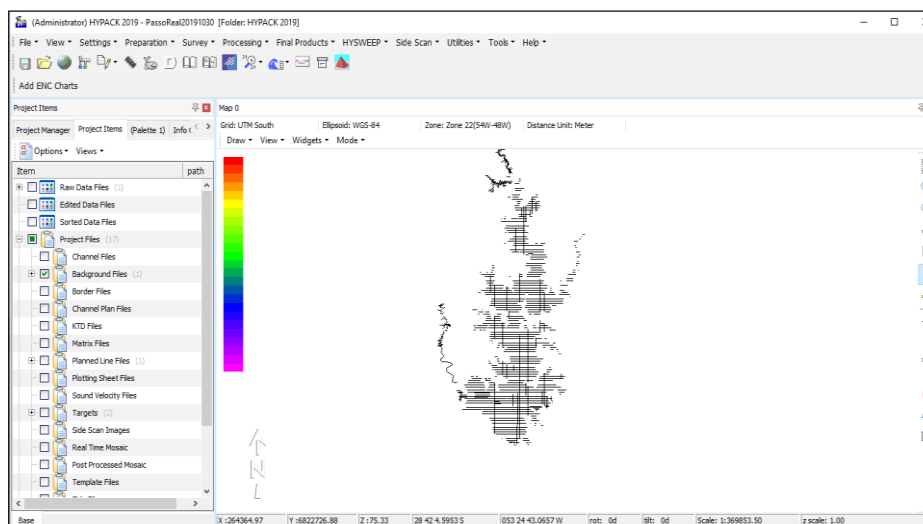 (Administrator) HYPACK 2019 - PassoReal20191030 [Folder: HYPACK 2019]
File View Settings Preparation Survey Processing Final Products HYSWEEP Side Scan Utilities Tools Help
Add ENC Charts
Project Items
Project Manager Project Items (Palette 1) Info
Options Views
Item path
Raw Data Files (1)
Edited Data Files
Sorted Data Files
Project Files (17)
Channel Files
Background Files (1)
Border Files
Channel Plan Files
KTD Files
Matrix Files
Planned Line Files (1)
Plotting Sheet Files
Sound Velocity Files
Targets (2)
Side Scan Images
Real Time Mosaic
Post Processed Mosaic
Template Files
Base
Map 0
Grid: UTM South Ellipsoid: WGS-84 Zone: Zone 22(54W-48W) Distance Unit: Meter
Draw View Widgets Mode
N
X :264364.97 Y :6822726.88 Z :75.33 28 42 4.5953 S 053 24 43.0657 W rot: 0d tilt: 0d Scale: 1:369853.50 z scale: 1.00